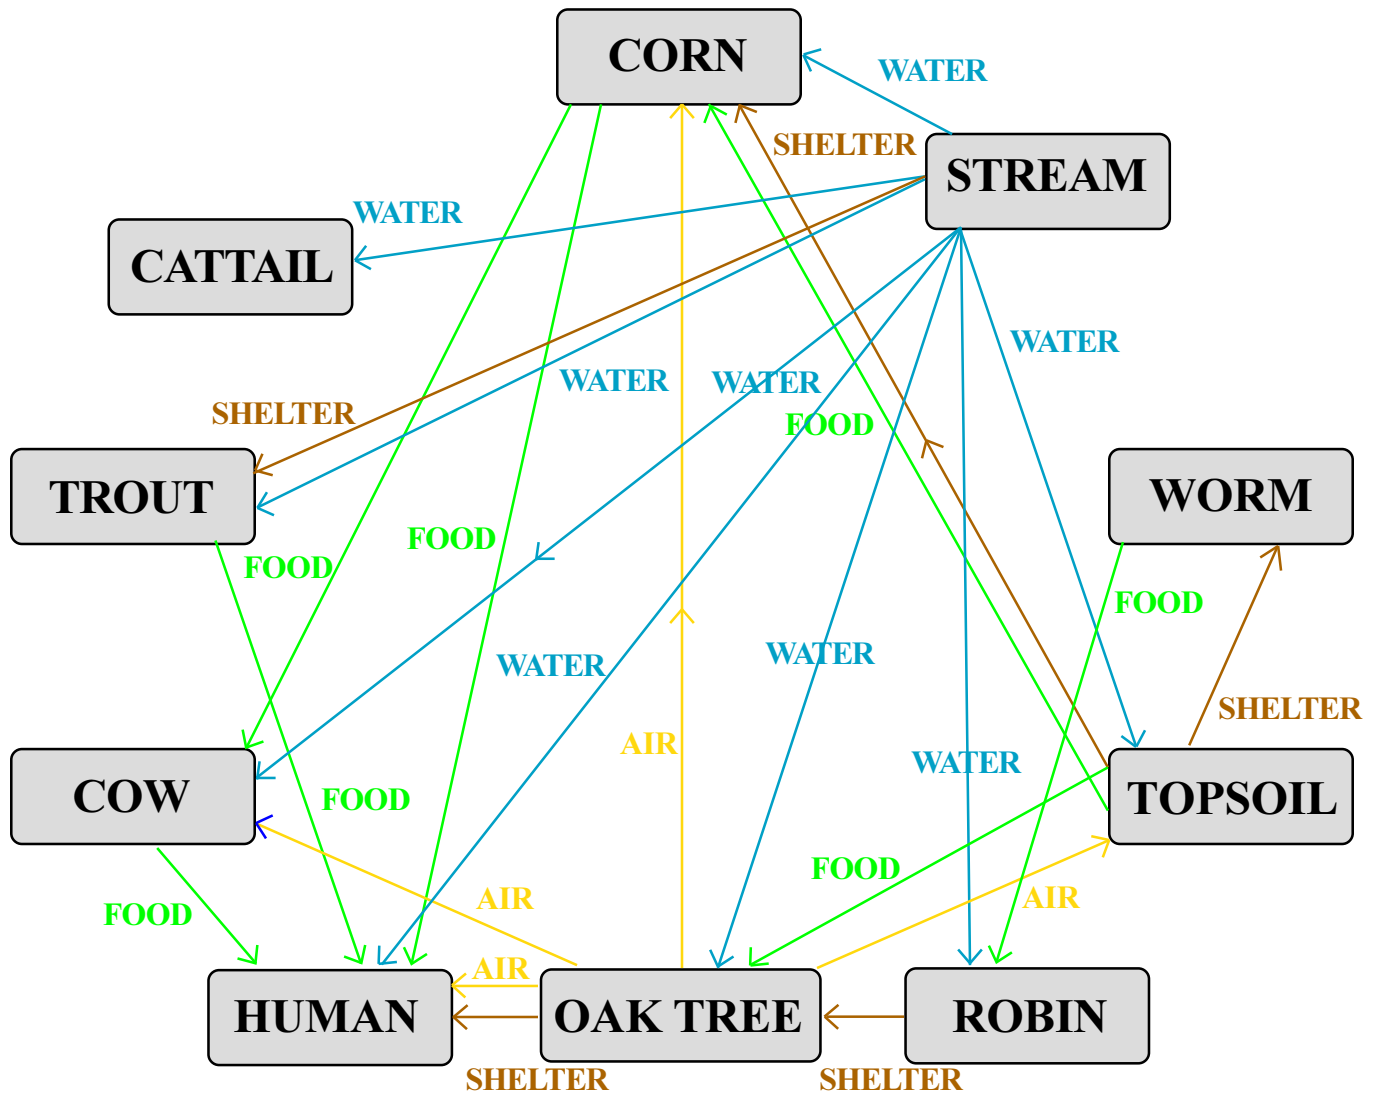 CORN
WATER
SHELTER
STREAM
WATER
CATTAIL
WATER
WATER
WATER
SHELTER
FOOD
TROUT
WORM
FOOD
FOOD
FOOD
WATER
WATER
SHELTER
AIR
WATER
COW
FOOD
TOPSOIL
FOOD
AIR
AIR
FOOD
AIR
HUMAN
OAK TREE
ROBIN
SHELTER
SHELTER